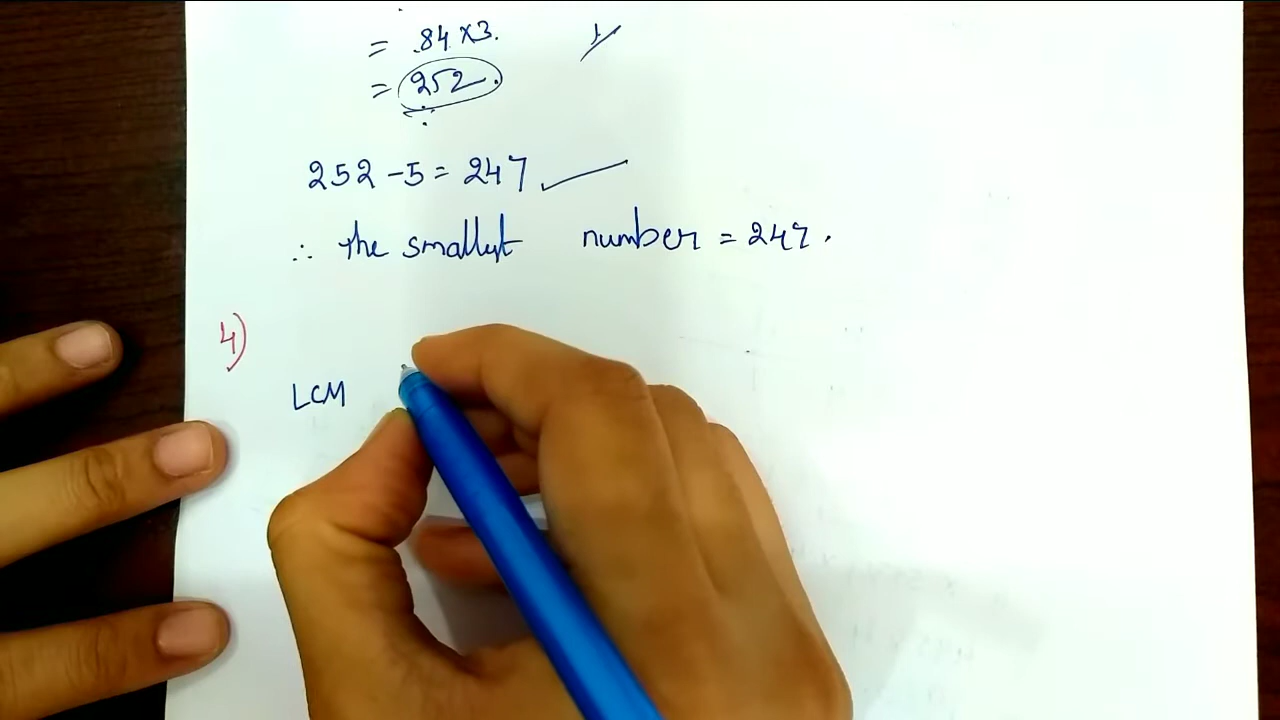 = 84 × 3.
= 252.
252 - 5 = 247
∴ the smallest number = 247.
4)
LCM